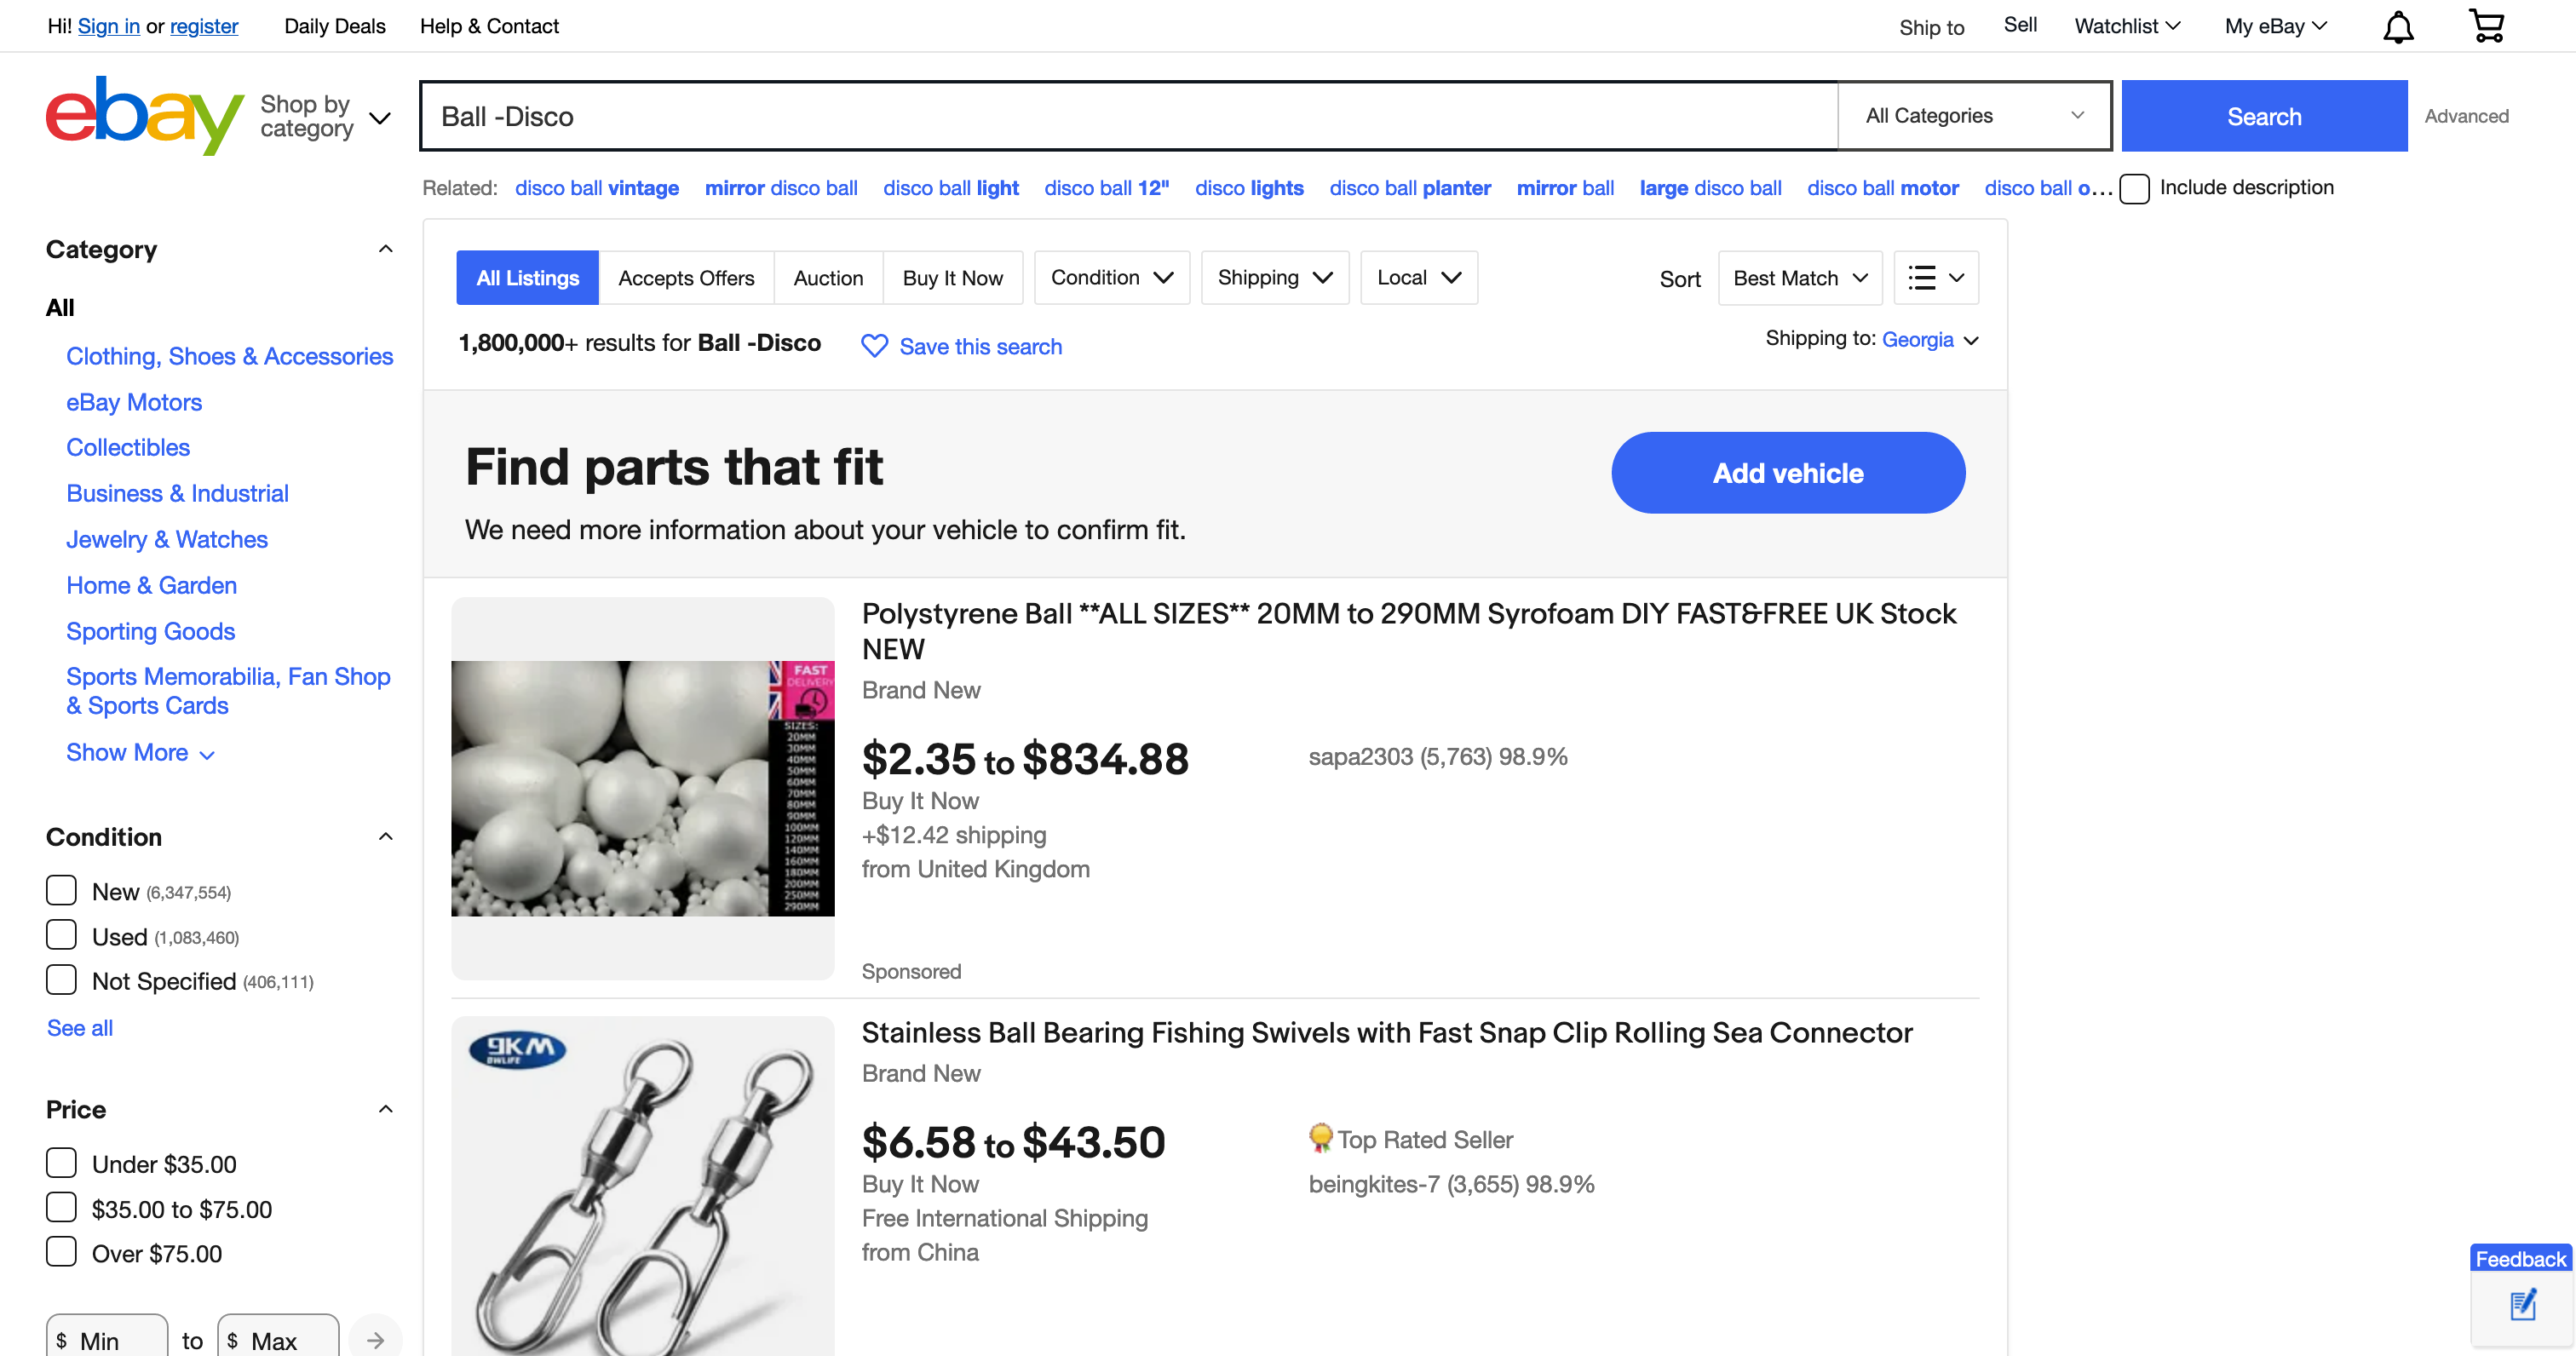 Hi! Sign in or register
Daily Deals
Help & Contact
Ship to
Sell
Watchlist
My eBay
ebay
Shop by
category
Ball -Disco
All Categories
Search
Advanced
Related: disco ball vintage mirror disco ball disco ball light disco ball 12" disco lights disco ball planter mirror ball large disco ball disco ball motor disco ball o...
Include description
Category
All
Clothing, Shoes & Accessories
eBay Motors
Collectibles
Business & Industrial
Jewelry & Watches
Home & Garden
Sporting Goods
Sports Memorabilia, Fan Shop
& Sports Cards
Show More
Condition
New (6,347,554)
Used (1,083,460)
Not Specified (406,111)
See all
Price
Under $35.00
$35.00 to $75.00
Over $75.00
$ Min to $ Max
All Listings
Accepts Offers
Auction
Buy It Now
Condition
Shipping
Local
Sort
Best Match
1,800,000+ results for Ball -Disco
Save this search
Shipping to: Georgia
Find parts that fit
We need more information about your vehicle to confirm fit.
Add vehicle
FAST
DELIVERY
SIZES:
20MM
30MM
40MM
50MM
60MM
70MM
80MM
90MM
100MM
120MM
140MM
160MM
180MM
200MM
250MM
290MM
Polystyrene Ball **ALL SIZES** 20MM to 290MM Syrofoam DIY FAST&FREE UK Stock
NEW
Brand New
$2.35 to $834.88
sapa2303 (5,763) 98.9%
Buy It Now
+$12.42 shipping
from United Kingdom
Sponsored
9KM
DWLIFE
Stainless Ball Bearing Fishing Swivels with Fast Snap Clip Rolling Sea Connector
Brand New
$6.58 to $43.50
Top Rated Seller
Buy It Now
beingkites-7 (3,655) 98.9%
Free International Shipping
from China
Feedback